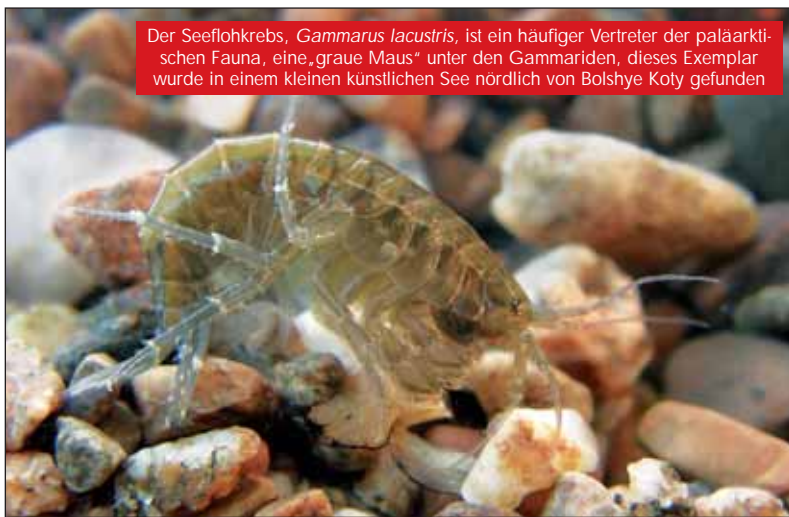 Der Seeflohkrebs, Gammarus lacustris, ist ein häufiger Vertreter der paläarkti-
schen Fauna, eine „graue Maus“ unter den Gammariden, dieses Exemplar
wurde in einem kleinen künstlichen See nördlich von Bolshye Koty gefunden